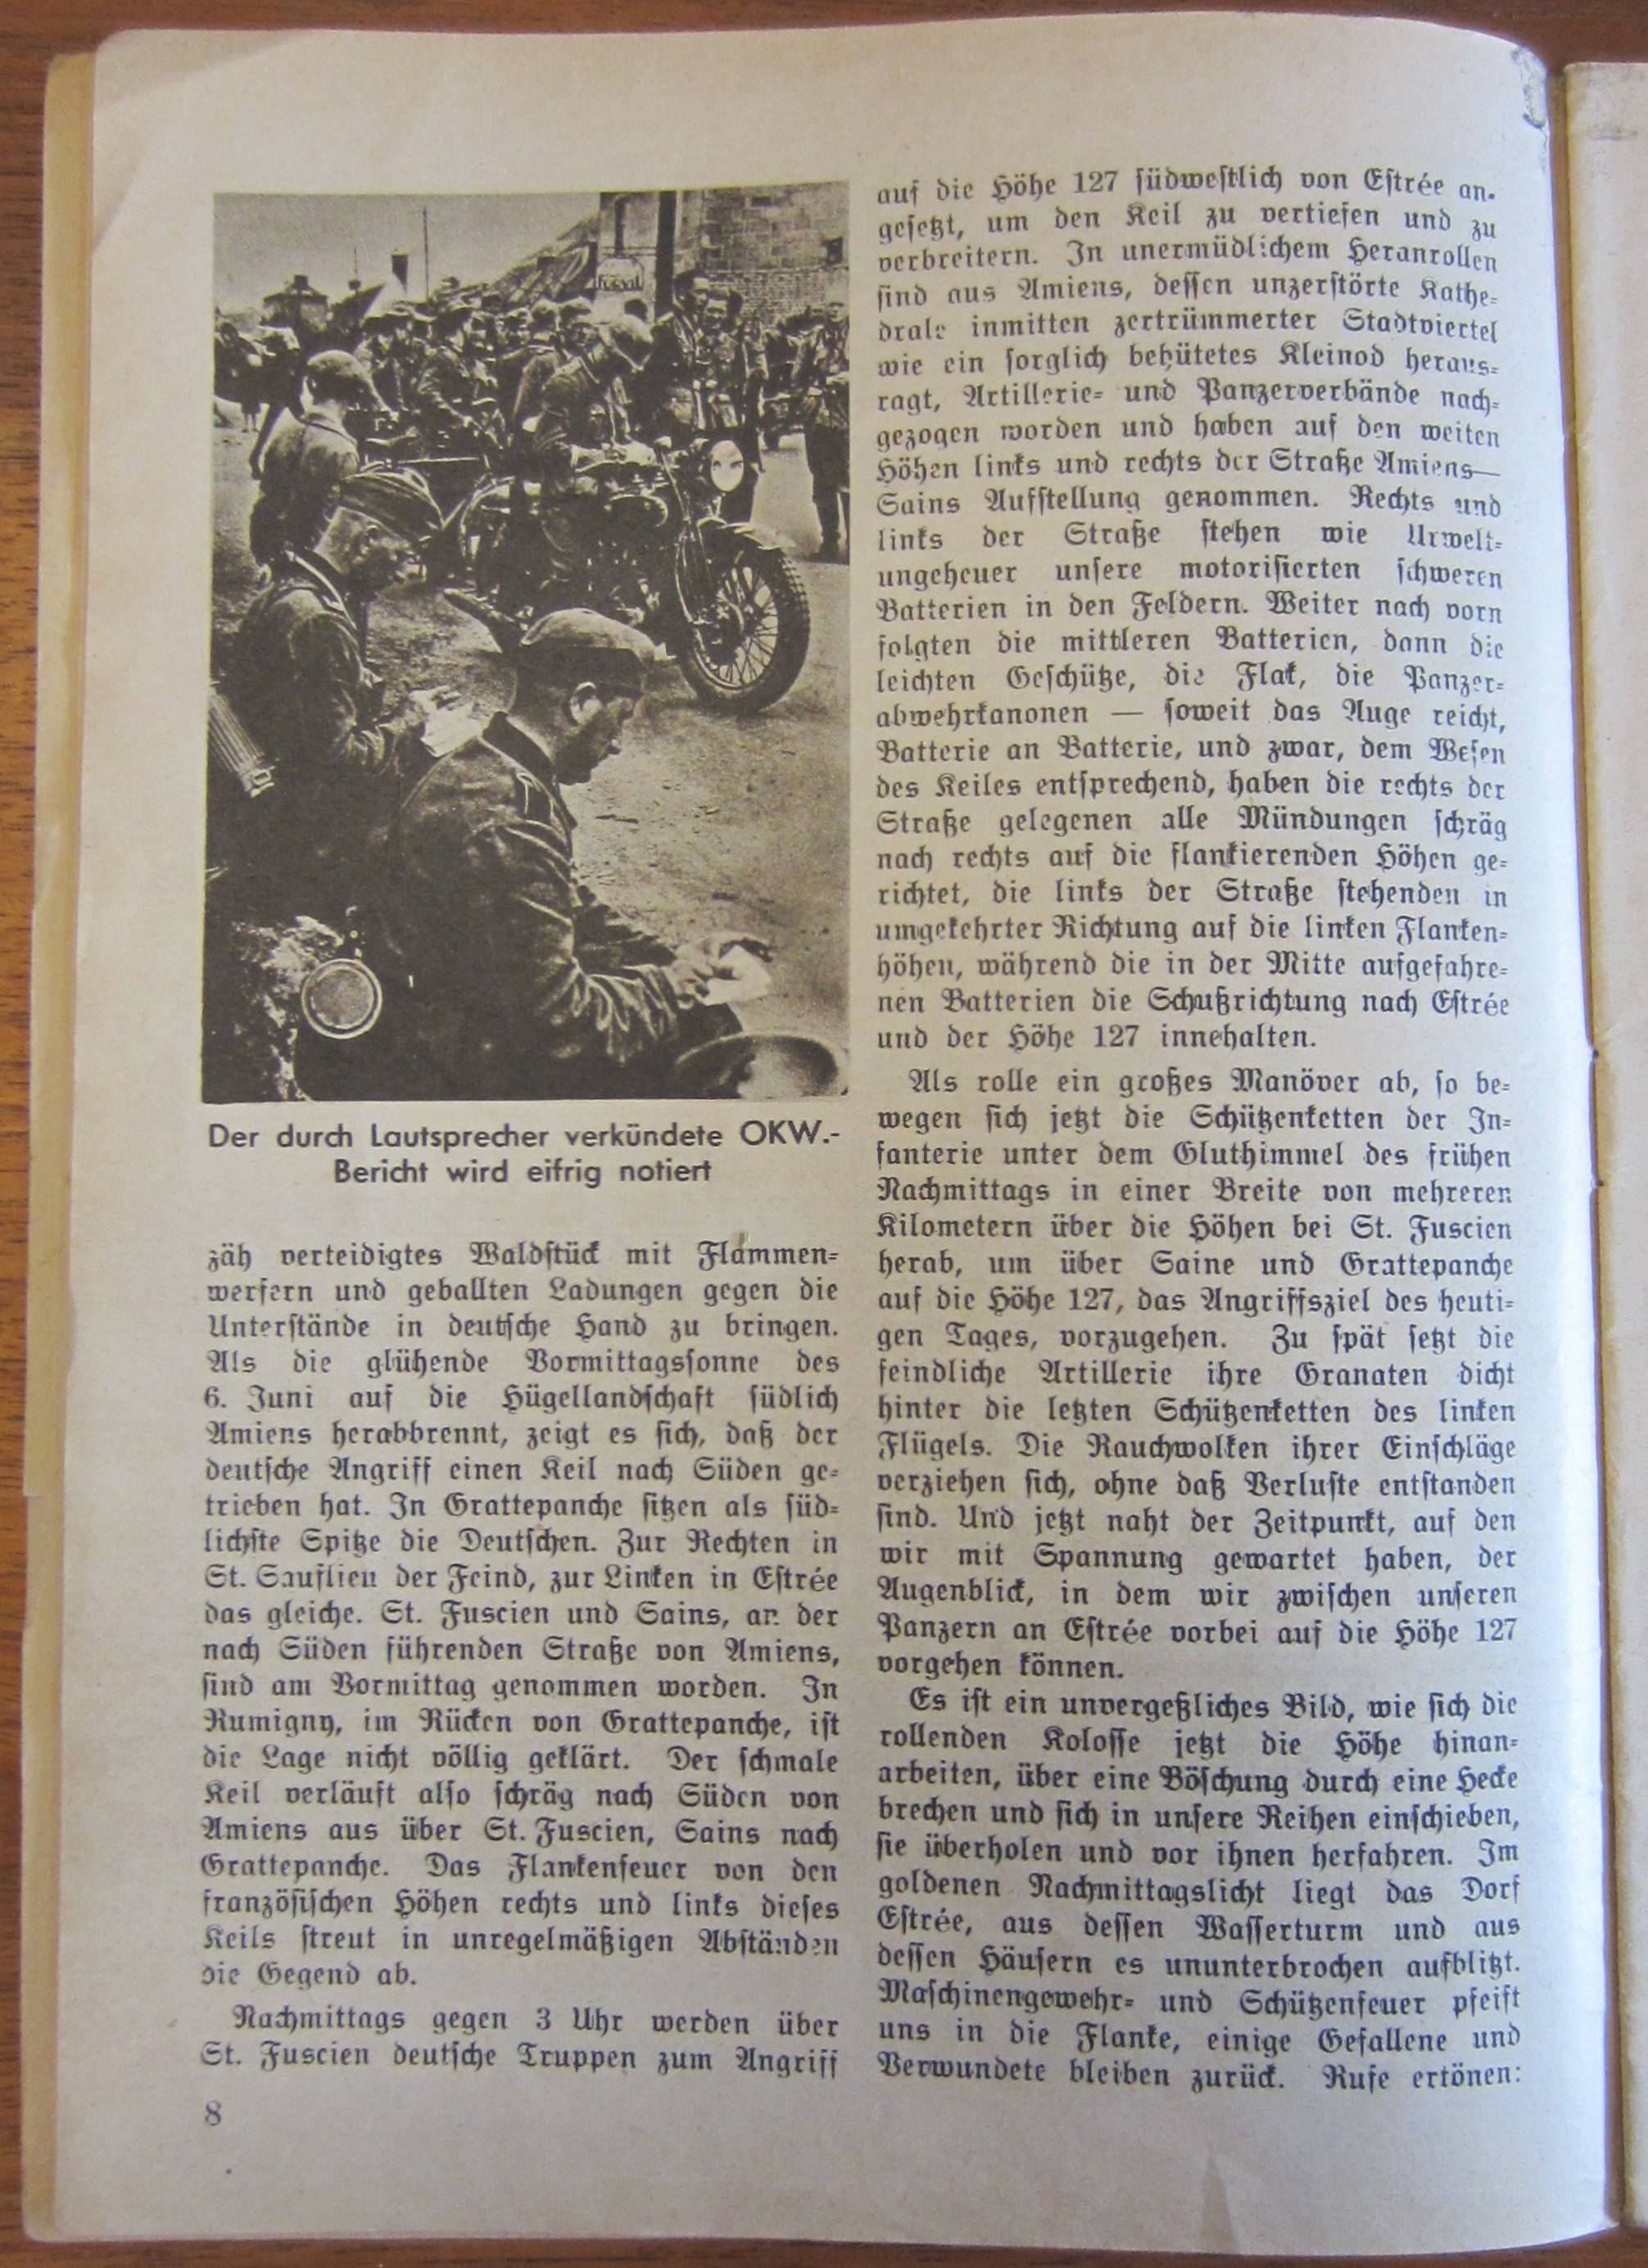 Der durch Lautsprecher verkündete OKW.-
Bericht wird eifrig notiert
zäh verteidigtes Waldstück mit Flammen-
werfern und geballten Ladungen gegen die
Unterstände in deutsche Hand zu bringen.
Als die glühende Vormittagssonne des
6. Juni auf die Hügellandschaft südlich
Amiens herabbrennt, zeigt es sich, daß der
deutsche Angriff einen Keil nach Süden ge-
trieben hat. In Grattepanche sitzen als süd-
lichste Spitze die Deutschen. Zur Rechten in
St. Sauflieu der Feind, zur Linken in Estrée
das gleiche. St. Fuscien und Sains, an der
nach Süden führenden Straße von Amiens,
sind am Vormittag genommen worden. In
Rumigny, im Rücken von Grattepanche, ist
die Lage nicht völlig geklärt. Der schmale
Keil verläuft also schräg nach Süden von
Amiens aus über St. Fuscien, Sains nach
Grattepanche. Das Flankenfeuer von den
französischen Höhen rechts und links dieses
Keils streut in unregelmäßigen Abständen
die Gegend ab.
Nachmittags gegen 3 Uhr werden über
St. Fuscien deutsche Truppen zum Angriff
8
auf die Höhe 127 südwestlich von Estrée an-
gesetzt, um den Keil zu vertiefen und zu
verbreitern. In unermüdlichem Heranrollen
sind aus Amiens, dessen unzerstörte Kathe-
drale inmitten zertrümmerter Stadtviertel
wie ein sorglich behütetes Kleinod heraus-
ragt, Artillerie- und Panzerverbände nach-
gezogen worden und haben auf den weiten
Höhen links und rechts der Straße Amiens—
Sains Aufstellung genommen. Rechts und
links der Straße stehen wie Urwelt-
ungeheuer unsere motorisierten schweren
Batterien in den Feldern. Weiter nach vorn
folgten die mittleren Batterien, dann die
leichten Geschütze, die Flak, die Panzer-
abwehrkanonen — soweit das Auge reicht,
Batterie an Batterie, und zwar, dem Wesen
des Keiles entsprechend, haben die rechts der
Straße gelegenen alle Mündungen schräg
nach rechts auf die flankierenden Höhen ge-
richtet, die links der Straße stehenden in
umgekehrter Richtung auf die linken Flanken-
höhen, während die in der Mitte aufgefahre-
nen Batterien die Schußrichtung nach Estrée
und der Höhe 127 innehalten.
Als rolle ein großes Manöver ab, so be-
wegen sich jetzt die Schützenketten der In-
fanterie unter dem Gluthimmel des frühen
Nachmittags in einer Breite von mehreren
Kilometern über die Höhen bei St. Fuscien
herab, um über Saine und Grattepanche
auf die Höhe 127, das Angriffsziel des heuti-
gen Tages, vorzugehen. Zu spät setzt die
feindliche Artillerie ihre Granaten dicht
hinter die letzten Schützenketten des linken
Flügels. Die Rauchwolken ihrer Einschläge
verziehen sich, ohne daß Verluste entstanden
sind. Und jetzt naht der Zeitpunkt, auf den
wir mit Spannung gewartet haben, der
Augenblick, in dem wir zwischen unseren
Panzern an Estrée vorbei auf die Höhe 127
vorgehen können.
Es ist ein unvergeßliches Bild, wie sich die
rollenden Kolosse jetzt die Höhe hinan-
arbeiten, über eine Böschung durch eine Hecke
brechen und sich in unsere Reihen einschieben,
sie überholen und vor ihnen herfahren. Im
goldenen Nachmittagslicht liegt das Dorf
Estrée, aus dessen Wasserturm und aus
dessen Häusern es ununterbrochen aufblitzt.
Maschinengewehr- und Schützenfeuer pfeift
uns in die Flanke, einige Gefallene und
Verwundete bleiben zurück. Rufe ertönen: